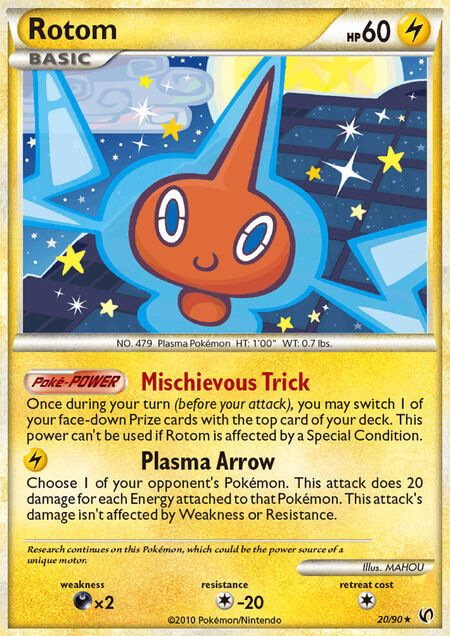 Rotom HP 60
BASIC
NO. 479 Plasma Pokémon HT: 1'00" WT: 0.7 lbs.
Poké-POWER Mischievous Trick
Once during your turn (before your attack), you may switch 1 of
your face-down Prize cards with the top card of your deck. This
power can't be used if Rotom is affected by a Special Condition.
Plasma Arrow
Choose 1 of your opponent's Pokémon. This attack does 20
damage for each Energy attached to that Pokémon. This attack's
damage isn't affected by Weakness or Resistance.
Research continues on this Pokémon, which could be the power source of a
unique motor.
Illus. MAHOU
weakness resistance retreat cost
×2 -20
©2010 Pokémon/Nintendo 20/90★